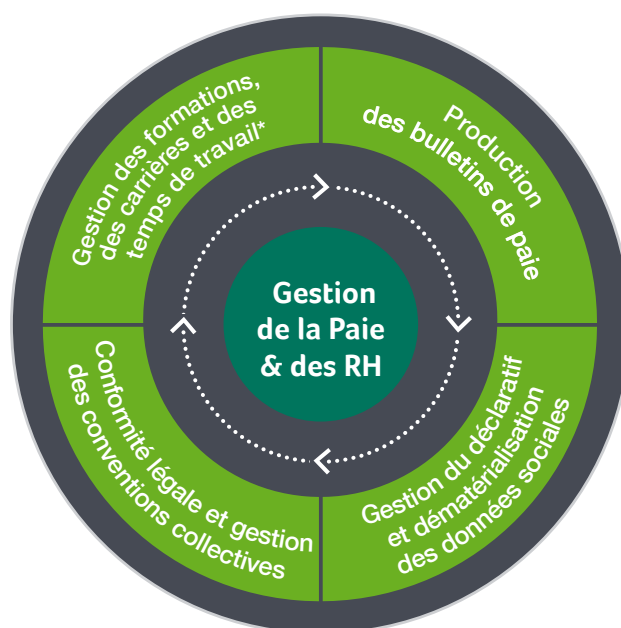 Gestion des formations,
des carrières et des
temps de travail*
Production
des bulletins de paie
Gestion
de la Paie
& des RH
Conformité légale et gestion
des conventions collectives
Gestion du déclaratif
et dématérialisation
des données sociales